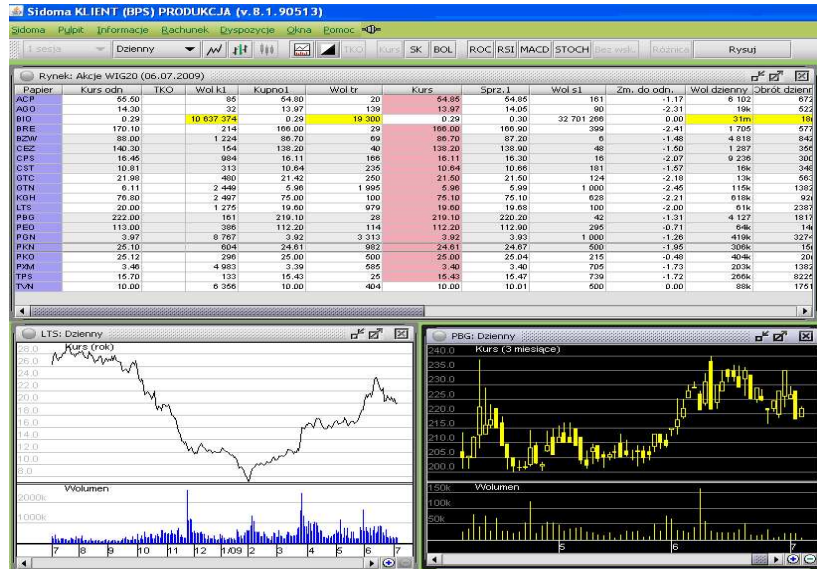 Sidoma KLIENT (BPS) PRODUKCJA (v.8.1.90513)
Sidoma Pulpit Informacje Rachunek Dyspozycje Okna Pomoc
1 sesja Dzienny TKO Kurs SK BOL ROC RSI MACD STOCH Bez wsk. Różnica Rysuj
Rynek: Akcje WIG20 (06.07.2009)
Papier Kurs odn TKO Wol k1 Kupno1 Wol tr Kurs Sprz.1 Wol s1 Zm. do odn. Wol dzienny Obrót dzienn
ACP 55.50 85 54.80 20 54.85 54.85 161 -1.17 6 102 672
AGO 14.30 32 13.97 139 13.97 14.05 90 -2.31 19k 522
BIO 0.29 10 637 374 0.29 19 300 0.29 0.30 32 701 266 0.00 31m 18
BRE 170.10 214 166.00 29 166.00 166.90 399 -2.41 1 705 577
BZW 88.00 1 224 86.70 69 86.70 87.20 6 -1.48 4 818 842
CEZ 140.30 154 138.20 40 138.20 138.90 48 -1.50 1 287 356
CPS 16.45 984 16.11 166 16.11 16.30 16 -2.07 9 236 300
CST 10.81 313 10.64 235 10.64 10.66 181 -1.57 16k 348
GTC 21.98 480 21.42 250 21.50 21.50 124 -2.18 13k 563
GTN 6.11 2 449 5.96 1 995 5.96 5.99 1 000 -2.45 115k 1382
KGH 76.80 2 497 75.00 100 75.10 75.10 628 -2.21 618k 92
LTS 20.00 1 275 19.60 979 19.60 19.68 100 -2.00 61k 2387
PBG 222.00 161 219.10 28 219.10 220.20 42 -1.31 4 127 1817
PEO 113.00 386 112.20 114 112.20 112.90 295 -0.71 64k 14
PGN 3.97 8 767 3.92 3 313 3.92 3.93 1 000 -1.26 419k 3274
PKN 25.10 604 24.61 982 24.61 24.67 500 -1.95 306k 15
PKO 25.12 296 25.00 500 25.00 25.04 215 -0.48 404k 20
PXM 3.46 4 983 3.39 585 3.40 3.40 705 -1.73 203k 1382
TPS 15.70 133 15.43 25 15.43 15.47 739 -1.72 266k 8225
TVN 10.00 6 356 10.00 404 10.00 10.01 500 0.00 88k 1751
LTS: Dzienny
Kurs (rok)
28.0
26.0
24.0
22.0
20.0
18.0
16.0
14.0
12.0
10.0
8.0
Wolumen
2000k
1000k
7 8 9 10 11 12 1/09 2 3 4 5 6 7
PBG: Dzienny
Kurs (3 miesiące)
240.0
235.0
230.0
225.0
220.0
215.0
210.0
205.0
200.0
Wolumen
150k
100k
50k
5 6 7